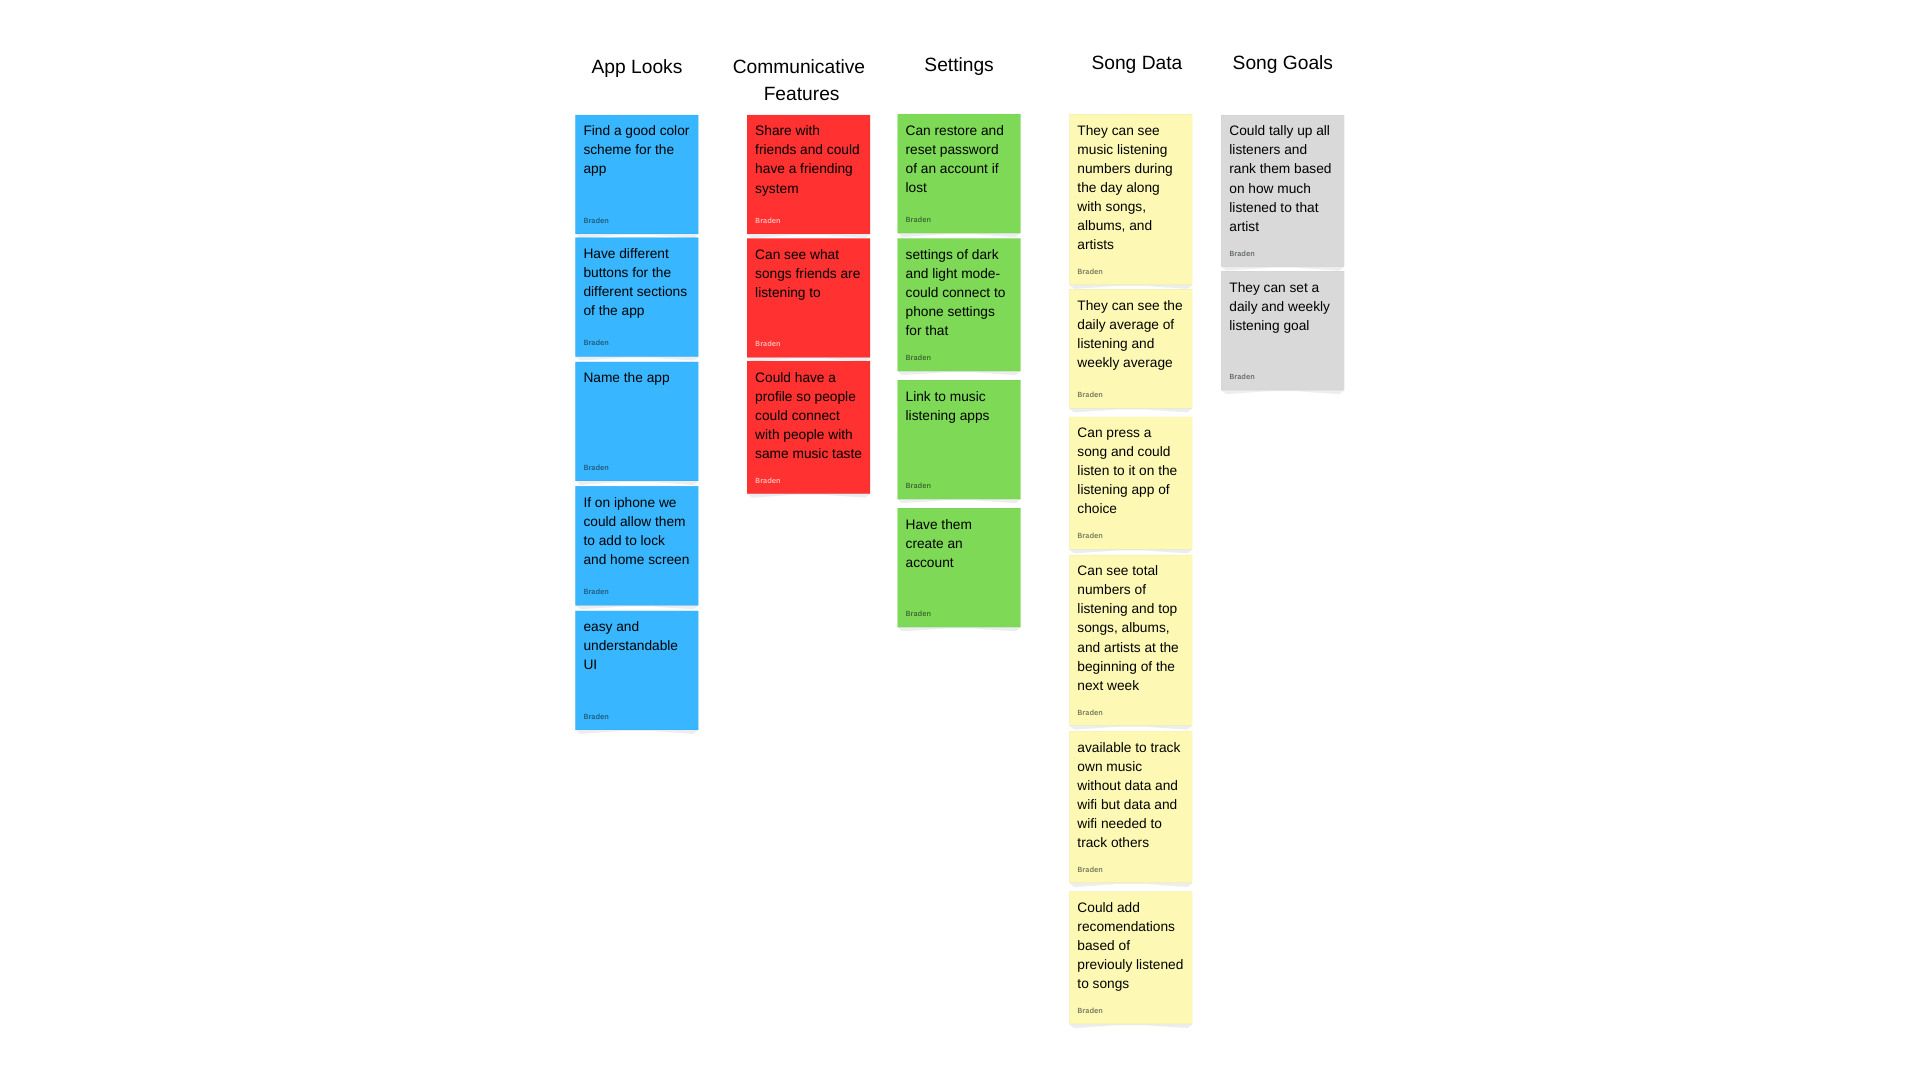 App Looks
Find a good color
scheme for the
app
Braden
Have different
buttons for the
different sections
of the app
Braden
Name the app
Braden
If on iphone we
could allow them
to add to lock
and home screen
Braden
easy and
understandable
UI
Braden
Communicative
Features
Share with
friends and could
have a friending
system
Braden
Can see what
songs friends are
listening to
Braden
Could have a
profile so people
could connect
with people with
same music taste
Braden
Settings
Can restore and
reset password
of an account if
lost
Braden
settings of dark
and light mode-
could connect to
phone settings
for that
Braden
Link to music
listening apps
Braden
Have them
create an
account
Braden
Song Data
They can see
music listening
numbers during
the day along
with songs,
albums, and
artists
Braden
They can see the
daily average of
listening and
weekly average
Braden
Can press a
song and could
listen to it on the
listening app of
choice
Braden
Can see total
numbers of
listening and top
songs, albums,
and artists at the
beginning of the
next week
Braden
available to track
own music
without data and
wifi but data and
wifi needed to
track others
Braden
Could add
recomendations
based of
previouly listened
to songs
Braden
Song Goals
Could tally up all
listeners and
rank them based
on how much
listened to that
artist
Braden
They can set a
daily and weekly
listening goal
Braden